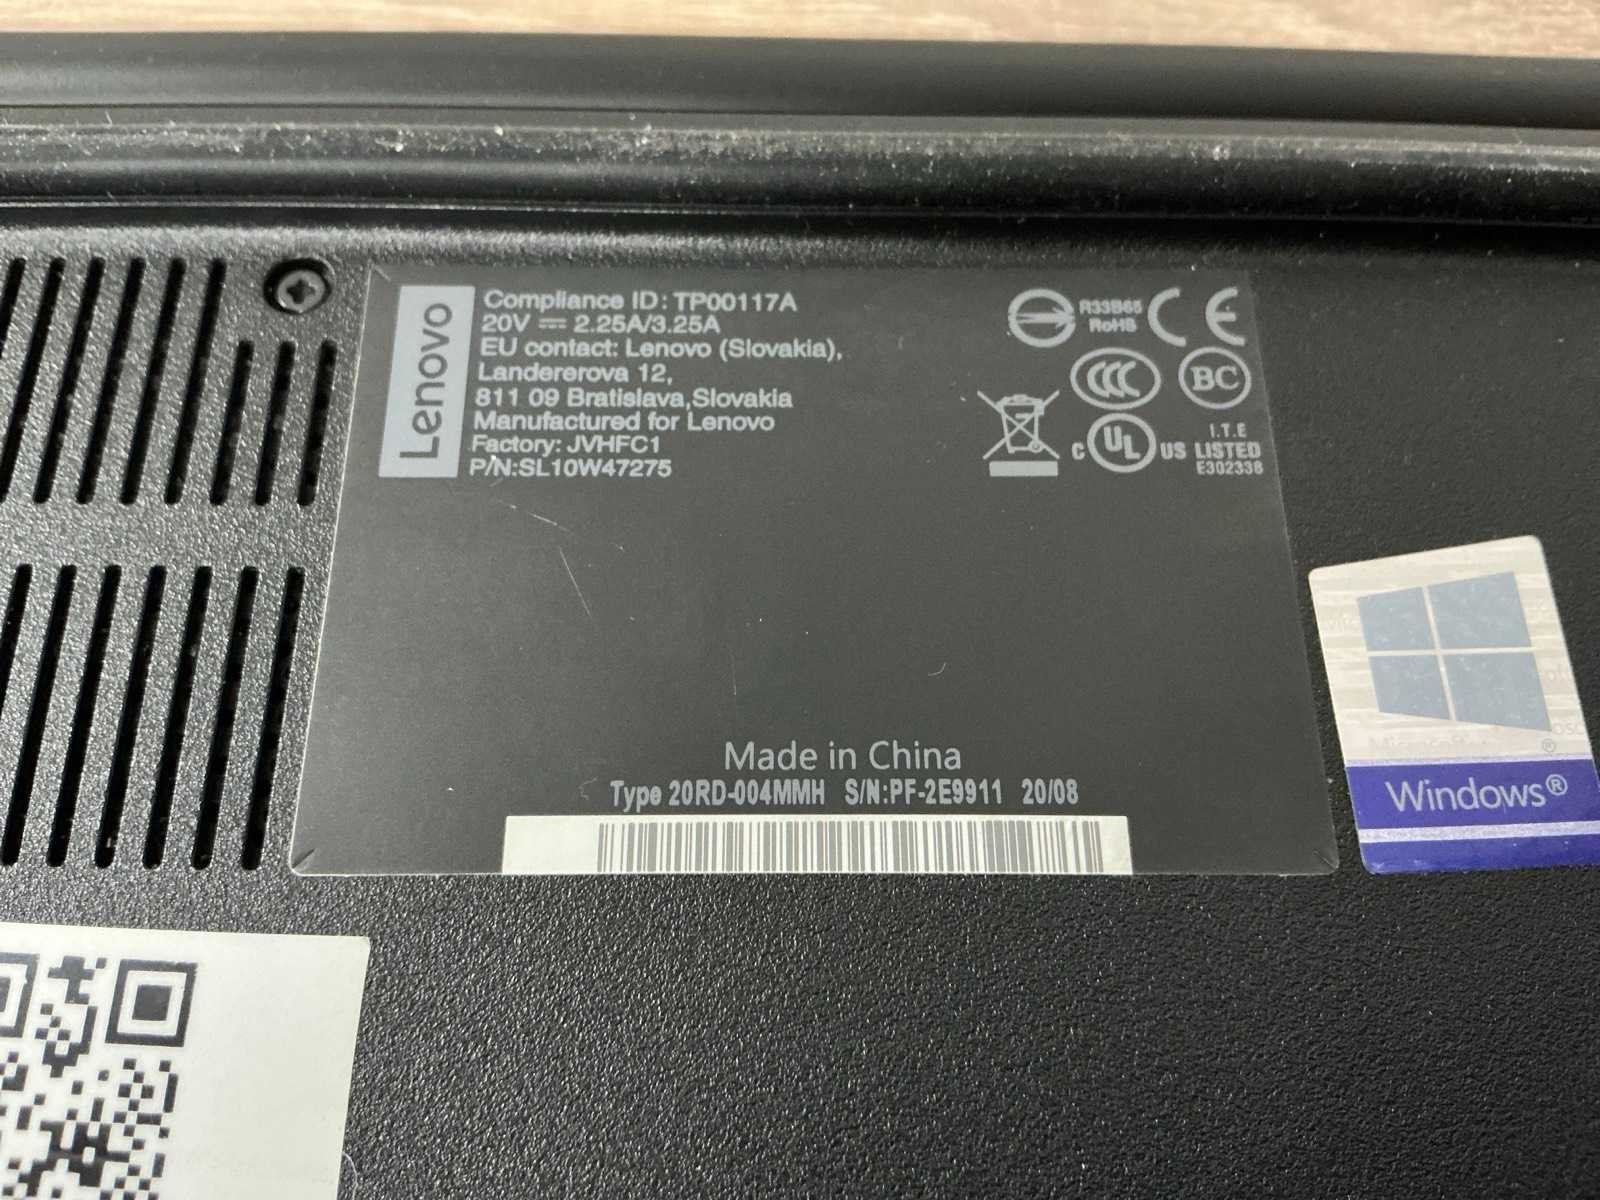 Lenovo
Compliance ID: TP00117A
20V ⎓ 2.25A/3.25A
EU contact: Lenovo (Slovakia),
Landererova 12,
811 09 Bratislava,Slovakia
Manufactured for Lenovo
Factory: JVHFC1
P/N:SL10W47275
R33B65
RoHS
CE
CCC
BC
c UL US LISTED
I.T.E
E302338
Made in China
Type 20RD-004MMH S/N:PF-2E9911 20/08
Microsoft
Windows®